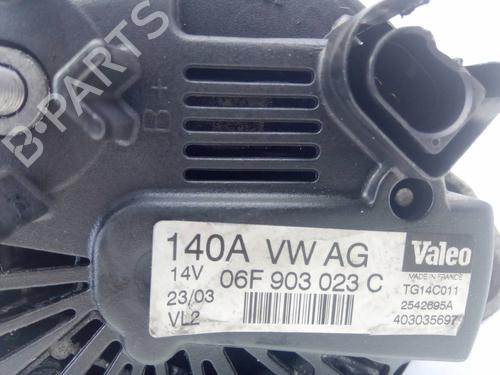 B-PARTS
B+
140A VW AG
Valeo
MADE IN FRANCE
14V
06F 903 023 C
TG14C011
23/03
2542695A
VL2
403035697